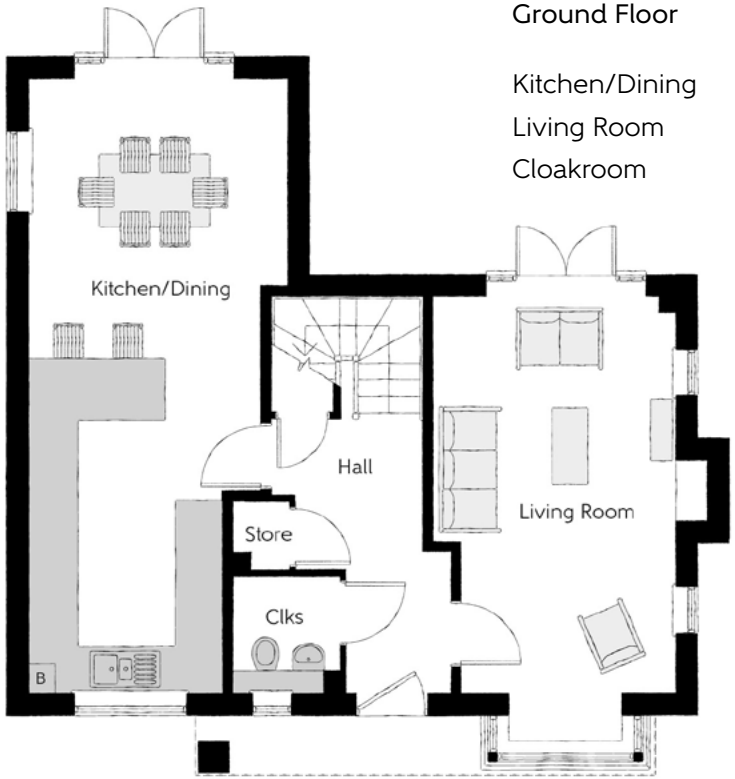 Ground Floor
Kitchen/Dining
Living Room
Cloakroom
Kitchen/Dining
Hall
Living Room
Store
Clks
B